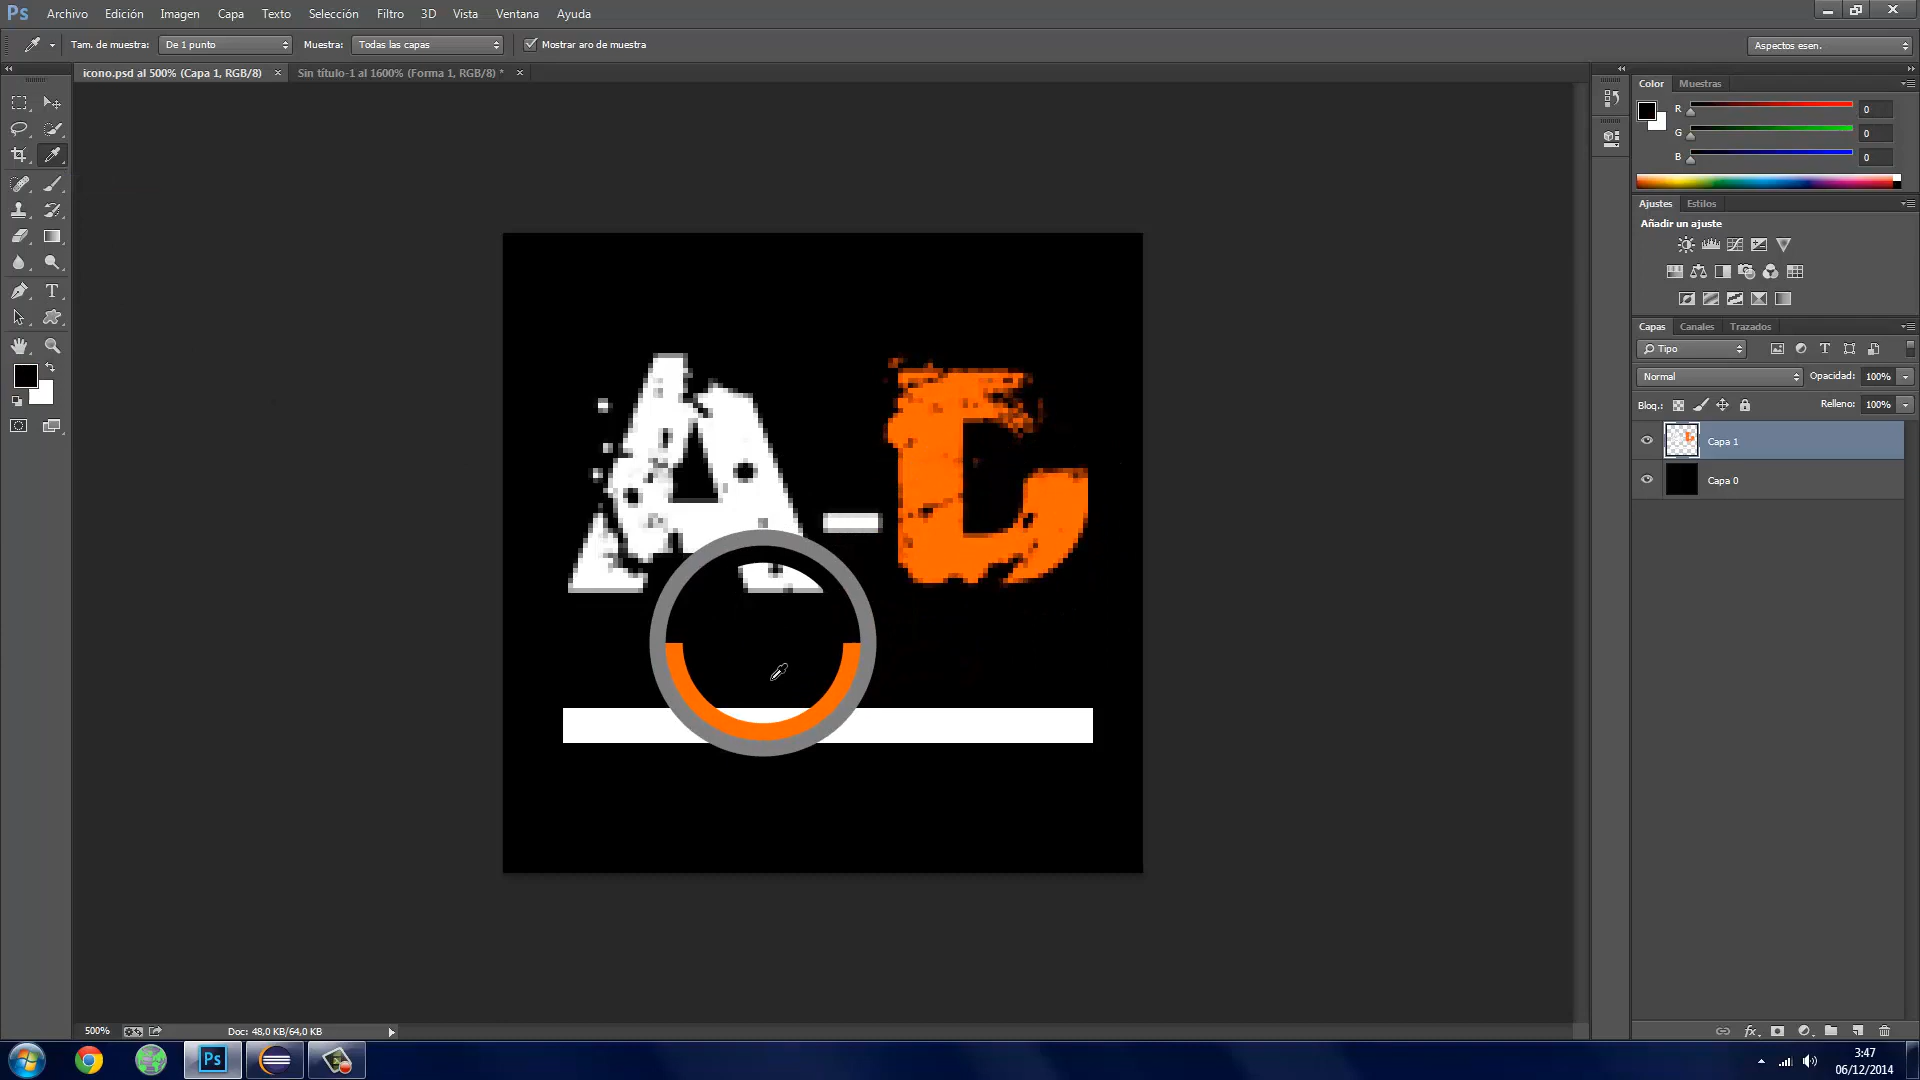 Ps Archivo Edición Imagen Capa Texto Selección Filtro 3D Vista Ventana Ayuda
Tam. de muestra: De 1 punto Muestra: Todas las capas Mostrar aro de muestra Aspectos esen.
icono.psd al 500% (Capa 1, RGB/8) Sin título-1 al 1600% (Forma 1, RGB/8) *
Color Muestras
R 0
G 0
B 0
Ajustes Estilos
Añadir un ajuste
Capas Canales Trazados
Tipo
Normal Opacidad: 100%
Bloq.: Relleno: 100%
Capa 1
Capa 0
A-L
500% Doc: 48,0 KB/64,0 KB
Ps
3:47
06/12/2014